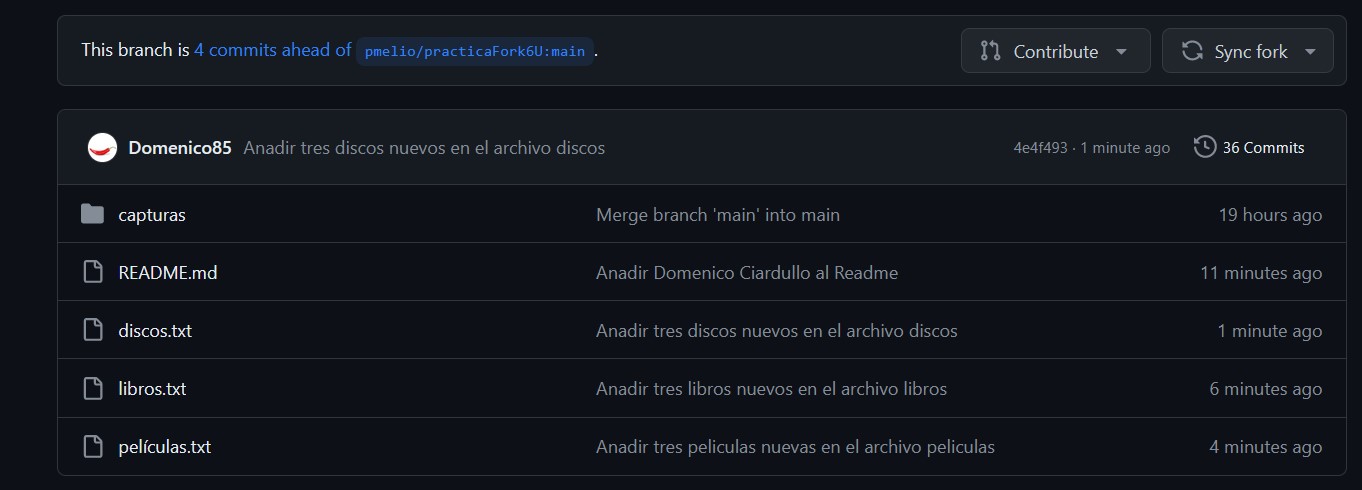 This branch is 4 commits ahead of pmelio/practicaFork6U:main .
Contribute
Sync fork
Domenico85 Anadir tres discos nuevos en el archivo discos 4e4f493 · 1 minute ago 36 Commits
capturas Merge branch 'main' into main 19 hours ago
README.md Anadir Domenico Ciardullo al Readme 11 minutes ago
discos.txt Anadir tres discos nuevos en el archivo discos 1 minute ago
libros.txt Anadir tres libros nuevos en el archivo libros 6 minutes ago
películas.txt Anadir tres peliculas nuevas en el archivo peliculas 4 minutes ago